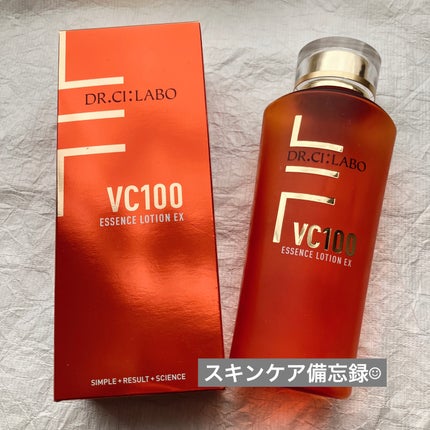 DR.CI:LABO
VC100
ESSENCE LOTION EX
SIMPLE + RESULT + SCIENCE
DR.CI:LABO
VC100
ESSENCE LOTION EX
スキンケア備忘録☺